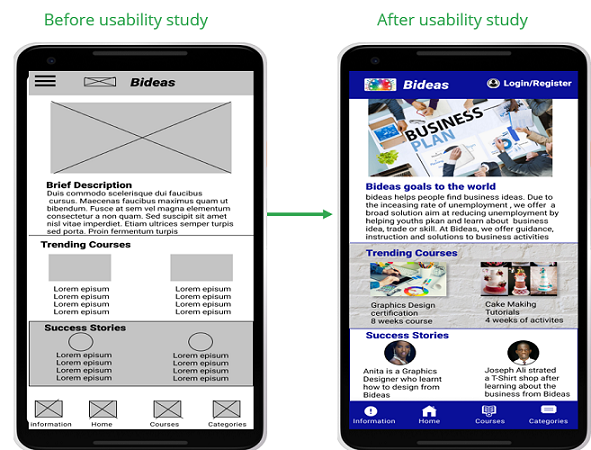 Before usability study
After usability study
Bideas
Brief Description
Duis commodo scelerisque dui faucibus
cursus. Maecenas faucibus maximus quam ut
bibendum. Fusce at sem vel magna elementum
consectetur a non quam. Sed suscipit sit amet
nisl vitae imperdiet. Etiam ultrices semper turpis
sed porta. Proin fermentum turpis
Trending Courses
Lorem episum
Lorem episum
Lorem episum
Lorem episum
Lorem episum
Lorem episum
Lorem episum
Lorem episum
Success Stories
Lorem episum
Lorem episum
Lorem episum
Lorem episum
Lorem episum
Lorem episum
Lorem episum
Lorem episum
information
Home
Courses
Categories
Bideas
Login/Register
BUSINESS
PLAN
Bideas goals to the world
bideas helps people find business ideas. Due to
the inceasing rate of unemployment , we offer a
broad solution aim at reducing unemployment by
helping youths pkan and learn about business
idea, trade or skill. At Bideas, we offer guidance,
instruction and solutions to business activities
Trending Courses
Graphics Design
certification
8 weeks course
Cake Makihg
Tutorials
4 weeks of activites
Success Stories
Anita is a Graphics
Designer who learnt
how to design from
Bideas
Joseph Ali strated
a T-Shirt shop after
learning about the
business from Bideas
Information
Home
Courses
Categories